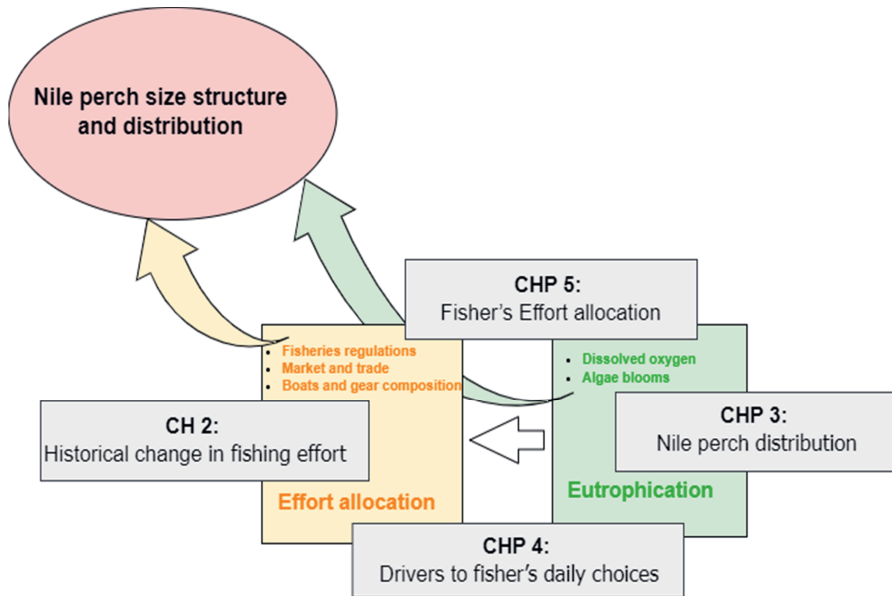 Nile perch size structure
and distribution
CHP 5:
Fisher's Effort allocation
• Fisheries regulations
• Market and trade
• Boats and gear composition
• Dissolved oxygen
• Algae blooms
CH 2:
Historical change in fishing effort
CHP 3:
Nile perch distribution
Effort allocation
Eutrophication
CHP 4:
Drivers to fisher's daily choices